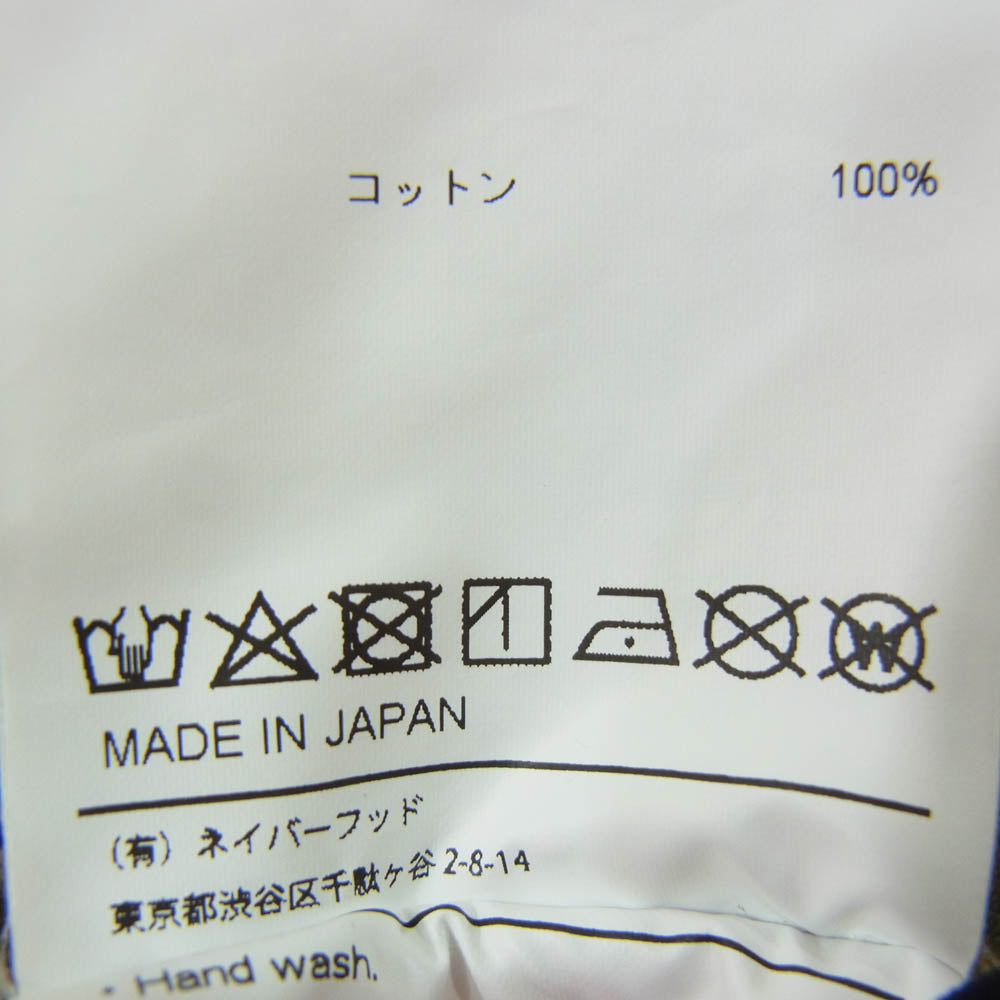 コットン 100%
MADE IN JAPAN
(有) ネイバーフッド
東京都渋谷区千駄ヶ谷 2-8-14
- Hand wash.